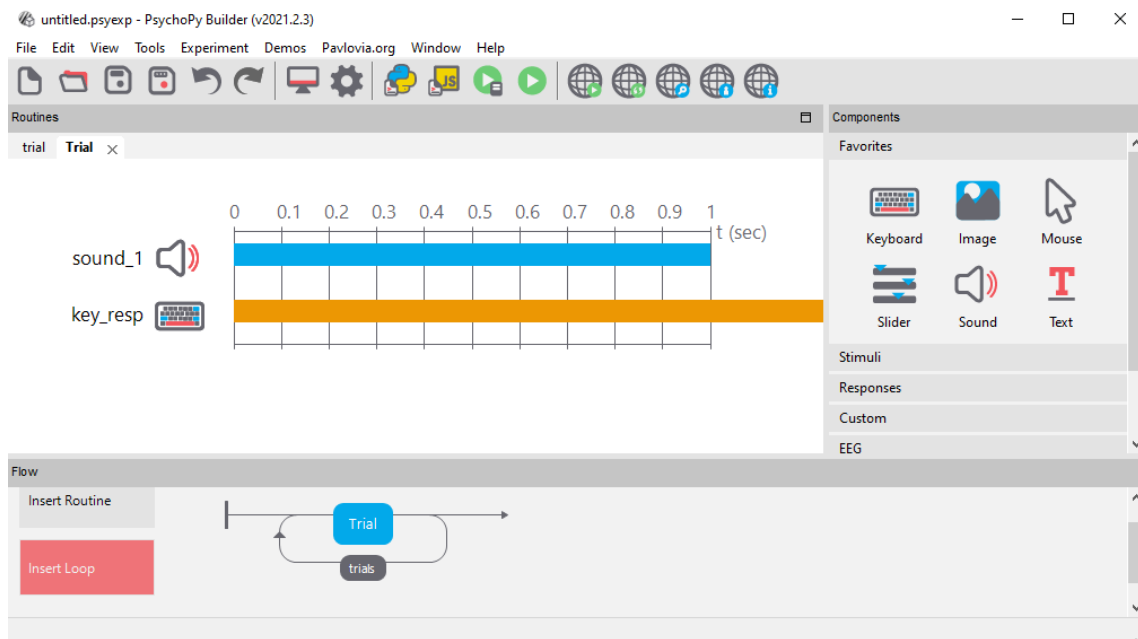 untitled.psyexp - PsychoPy Builder (v2021.2.3)
File Edit View Tools Experiment Demos Pavlovia.org Window Help
JS
Routines
trial Trial
0 0.1 0.2 0.3 0.4 0.5 0.6 0.7 0.8 0.9 1
t (sec)
sound_1
key_resp
Components
Favorites
Keyboard Image Mouse
Slider Sound Text
Stimuli
Responses
Custom
EEG
Flow
Insert Routine
Insert Loop
Trial
trials